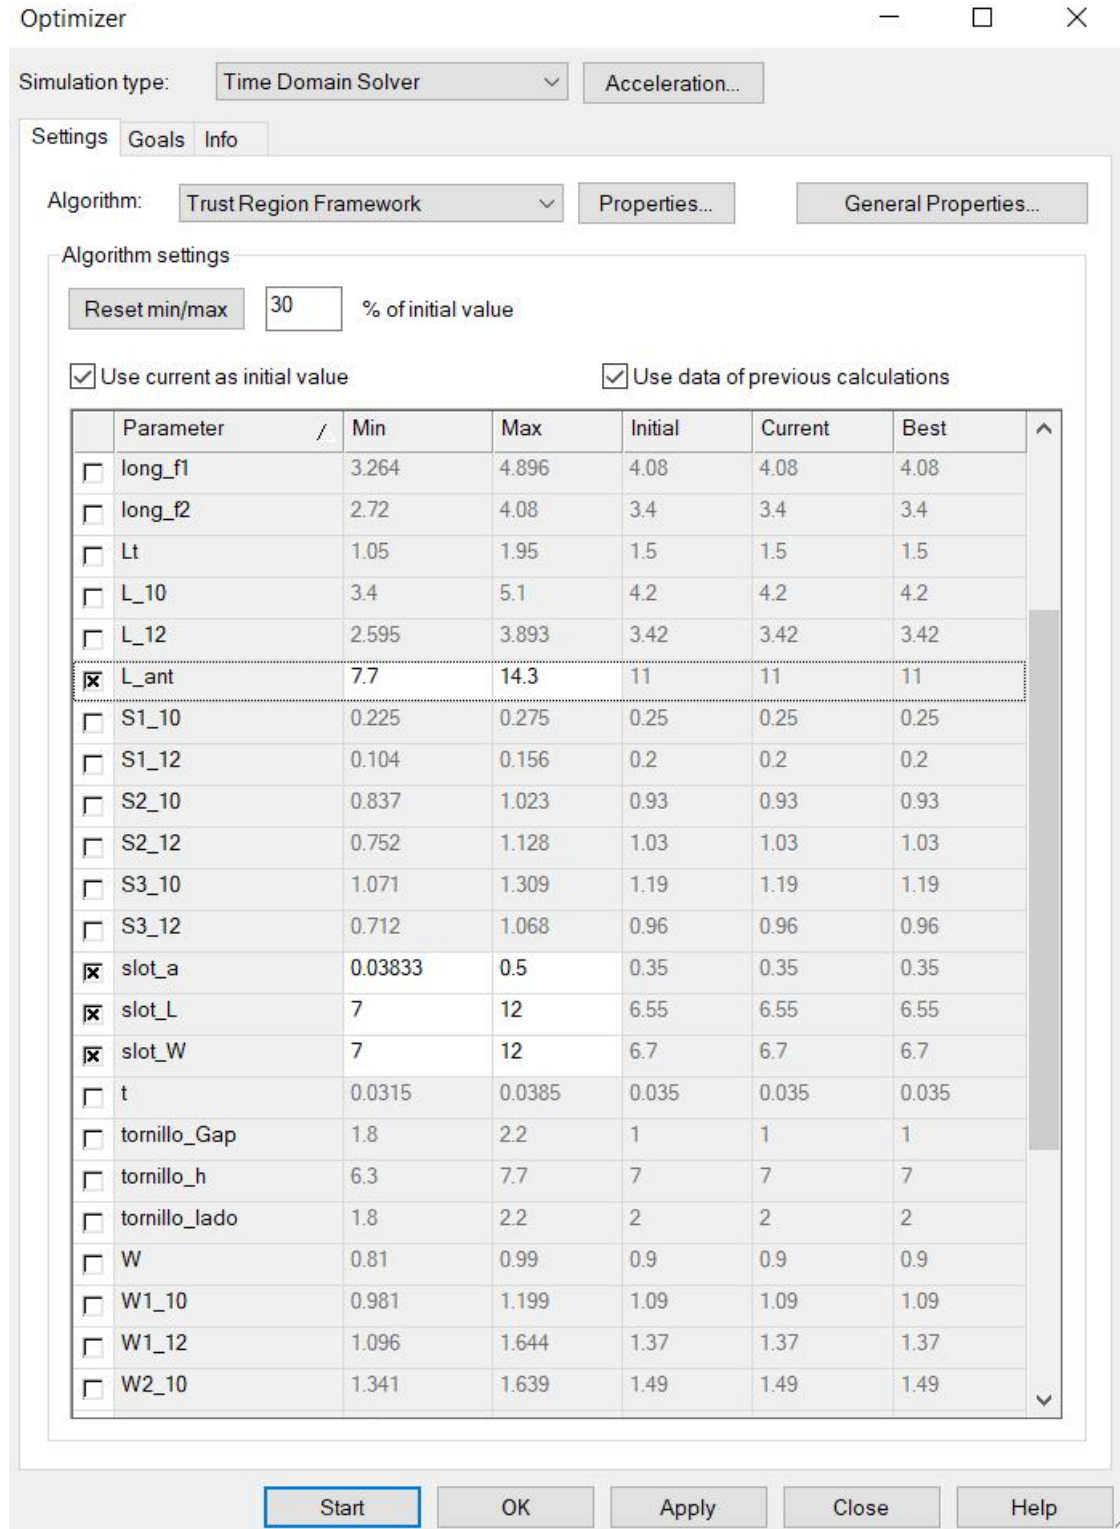 Optimizer
Simulation type: Time Domain Solver Acceleration...
Settings Goals Info
Algorithm: Trust Region Framework Properties... General Properties...
Algorithm settings
Reset min/max 30 % of initial value
Use current as initial value Use data of previous calculations
Parameter / Min Max Initial Current Best
long_f1 3.264 4.896 4.08 4.08 4.08
long_f2 2.72 4.08 3.4 3.4 3.4
Lt 1.05 1.95 1.5 1.5 1.5
L_10 3.4 5.1 4.2 4.2 4.2
L_12 2.595 3.893 3.42 3.42 3.42
L_ant 7.7 14.3 11 11 11
S1_10 0.225 0.275 0.25 0.25 0.25
S1_12 0.104 0.156 0.2 0.2 0.2
S2_10 0.837 1.023 0.93 0.93 0.93
S2_12 0.752 1.128 1.03 1.03 1.03
S3_10 1.071 1.309 1.19 1.19 1.19
S3_12 0.712 1.068 0.96 0.96 0.96
slot_a 0.03833 0.5 0.35 0.35 0.35
slot_L 7 12 6.55 6.55 6.55
slot_W 7 12 6.7 6.7 6.7
t 0.0315 0.0385 0.035 0.035 0.035
tornillo_Gap 1.8 2.2 1 1 1
tornillo_h 6.3 7.7 7 7 7
tornillo_lado 1.8 2.2 2 2 2
W 0.81 0.99 0.9 0.9 0.9
W1_10 0.981 1.199 1.09 1.09 1.09
W1_12 1.096 1.644 1.37 1.37 1.37
W2_10 1.341 1.639 1.49 1.49 1.49
Start OK Apply Close Help